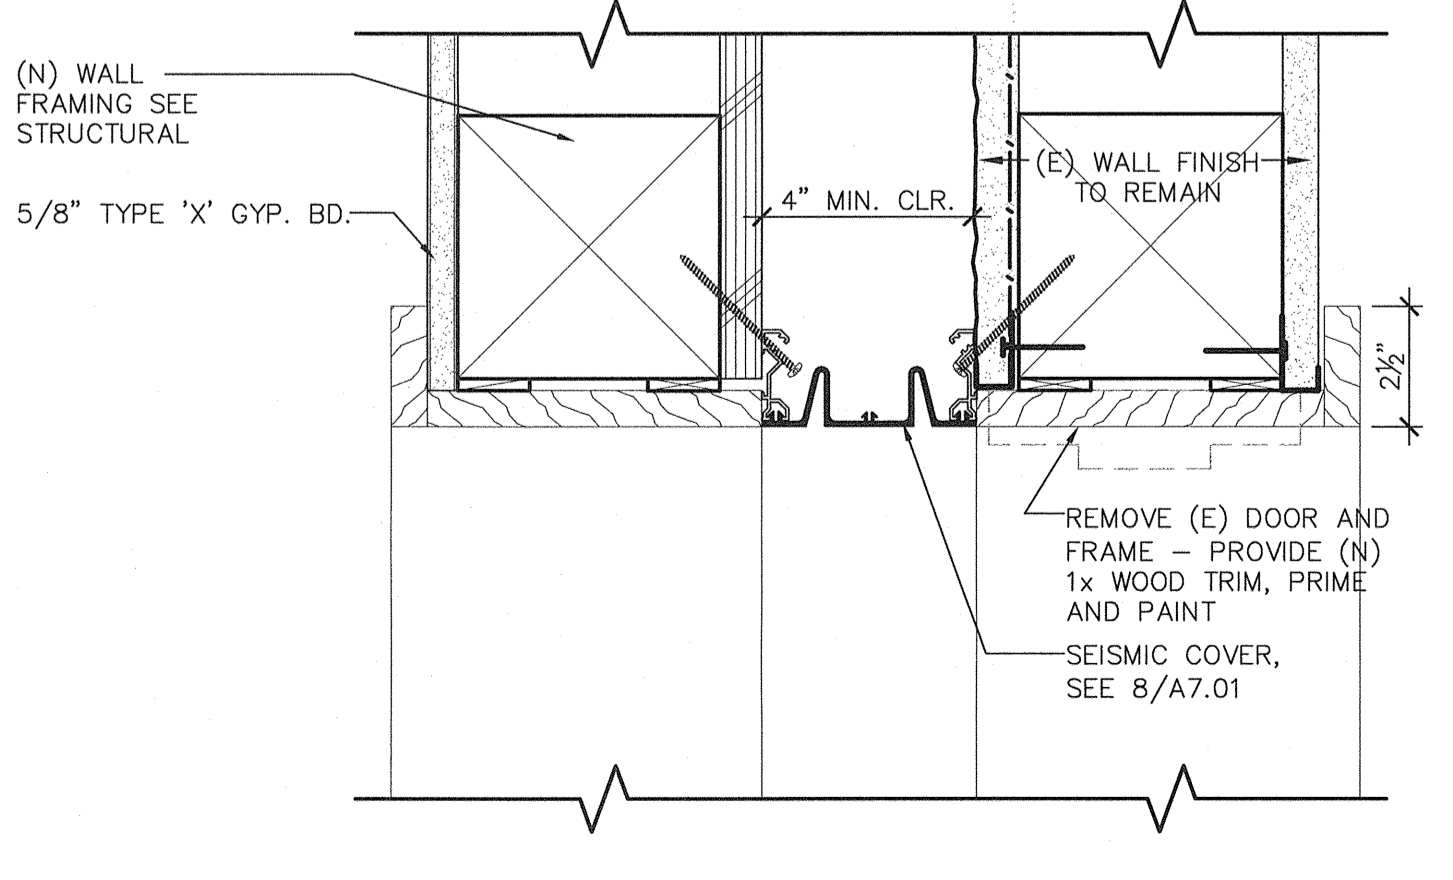 (N) WALL
FRAMING SEE
STRUCTURAL
5/8" TYPE 'X' GYP. BD.
4" MIN. CLR.
(E) WALL FINISH
TO REMAIN
2½"
REMOVE (E) DOOR AND
FRAME – PROVIDE (N)
1x WOOD TRIM, PRIME
AND PAINT
SEISMIC COVER,
SEE 8/A7.01